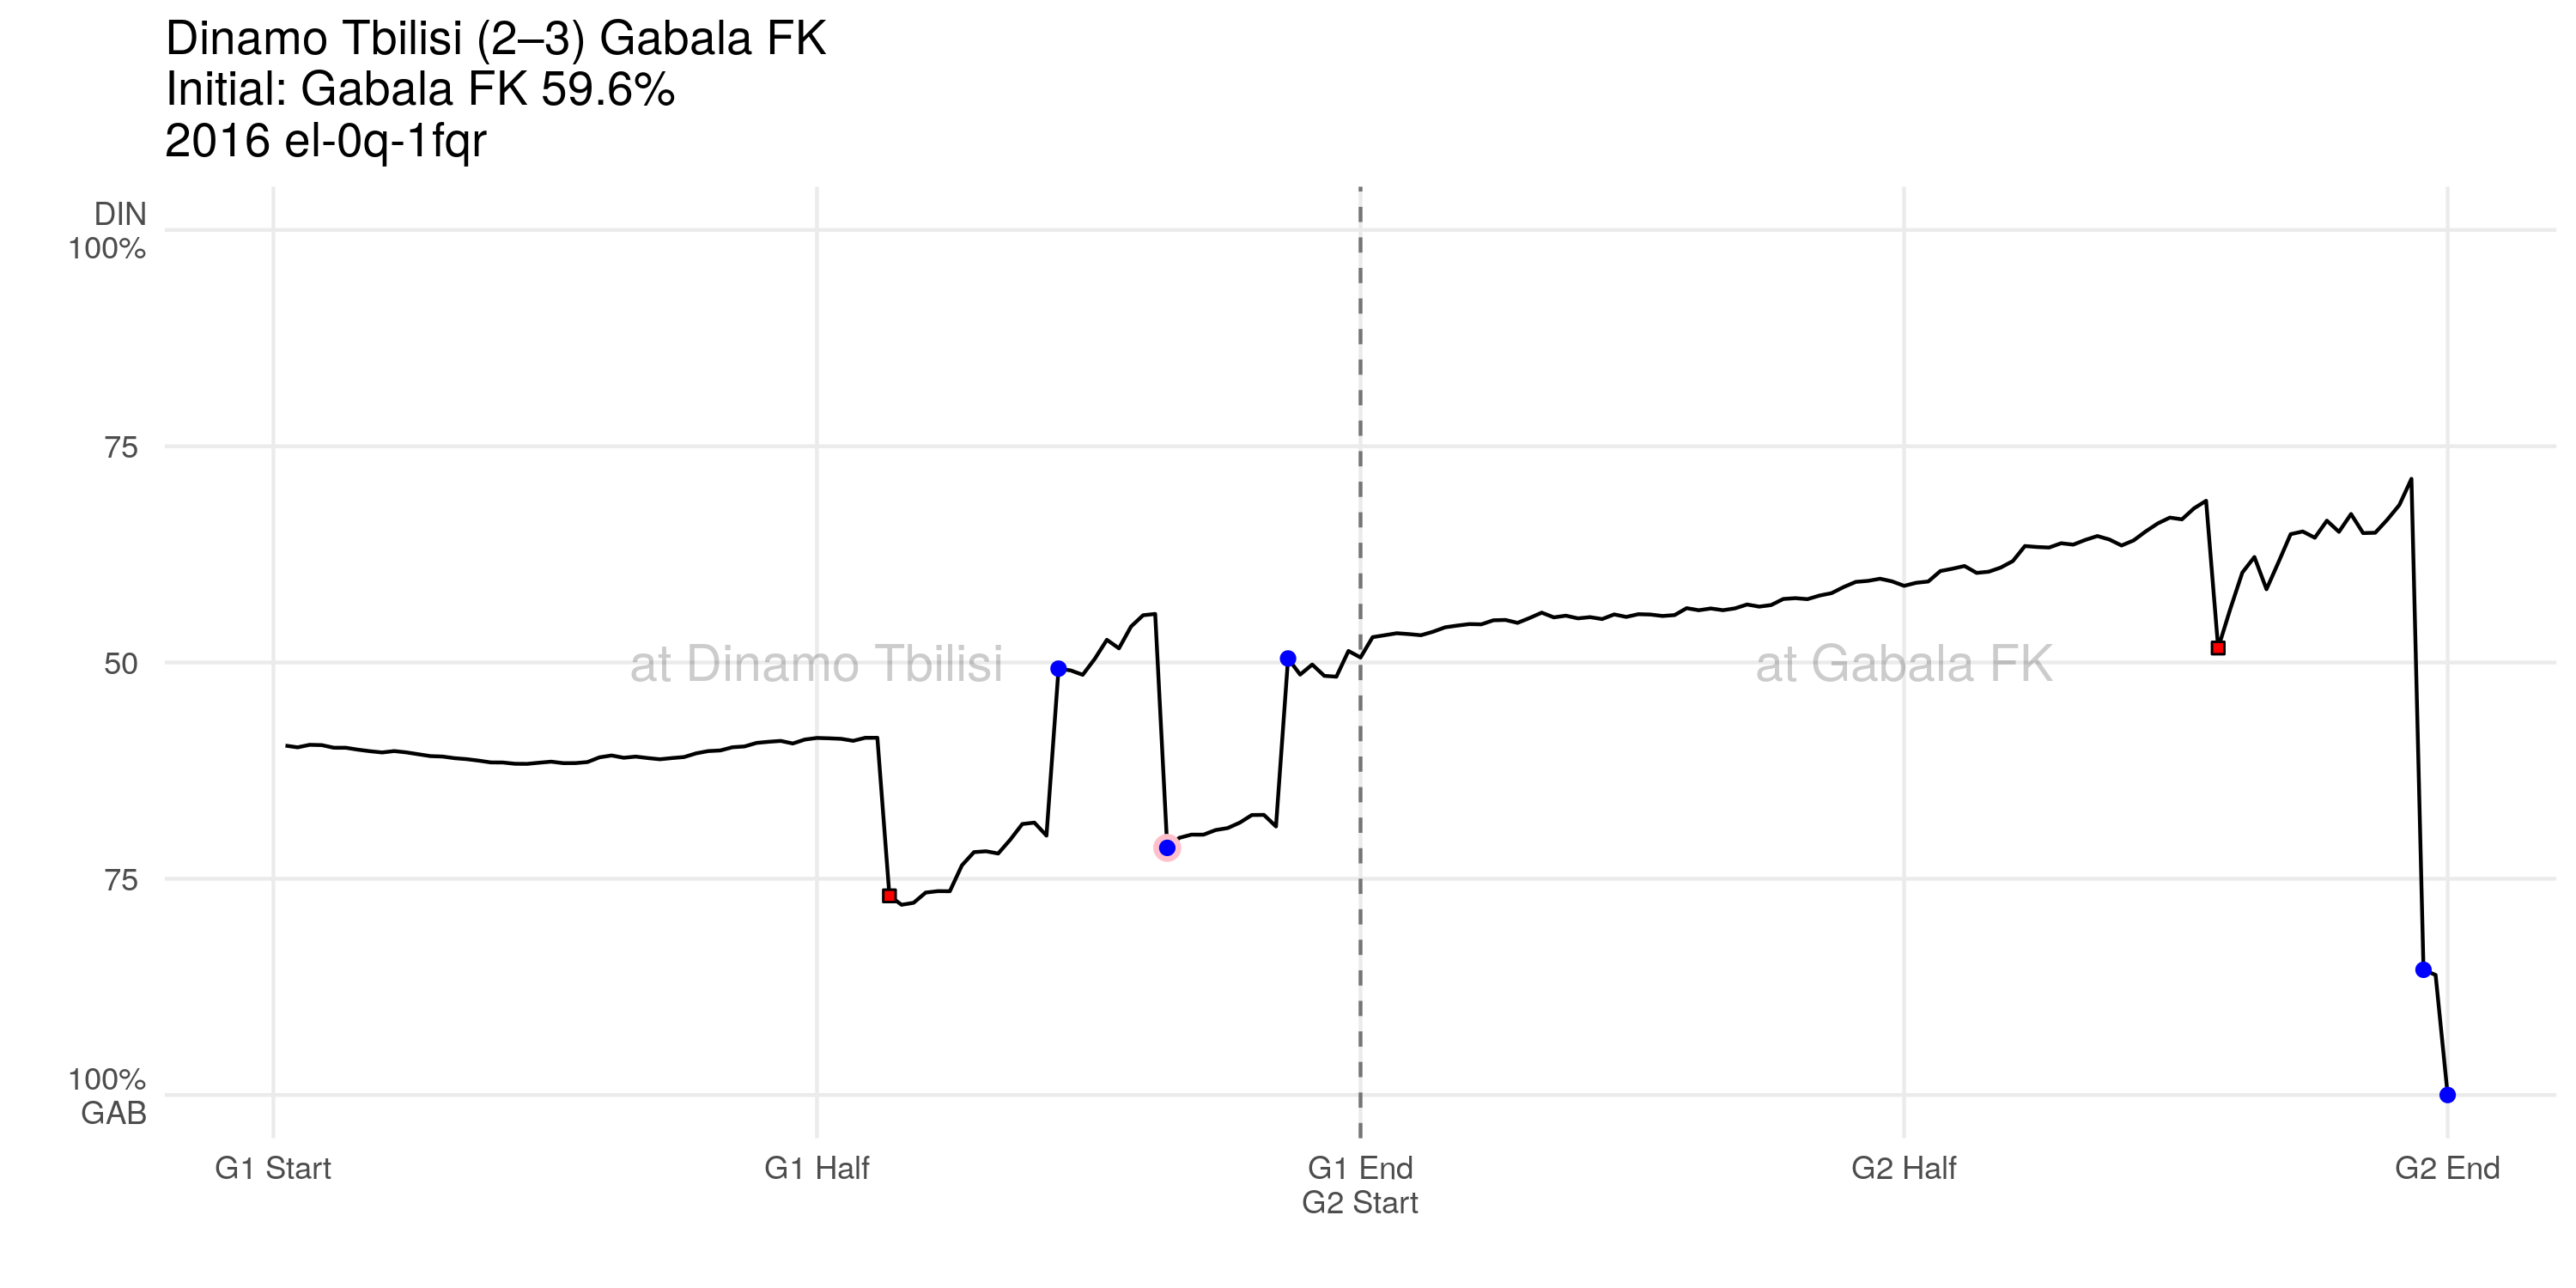 Dinamo Tbilisi (2–3) Gabala FK
Initial: Gabala FK 59.6%
2016 el-0q-1fqr
DIN
100%
75
50
75
100%
GAB
at Dinamo Tbilisi
at Gabala FK
G1 Start
G1 Half
G1 End
G2 Start
G2 Half
G2 End